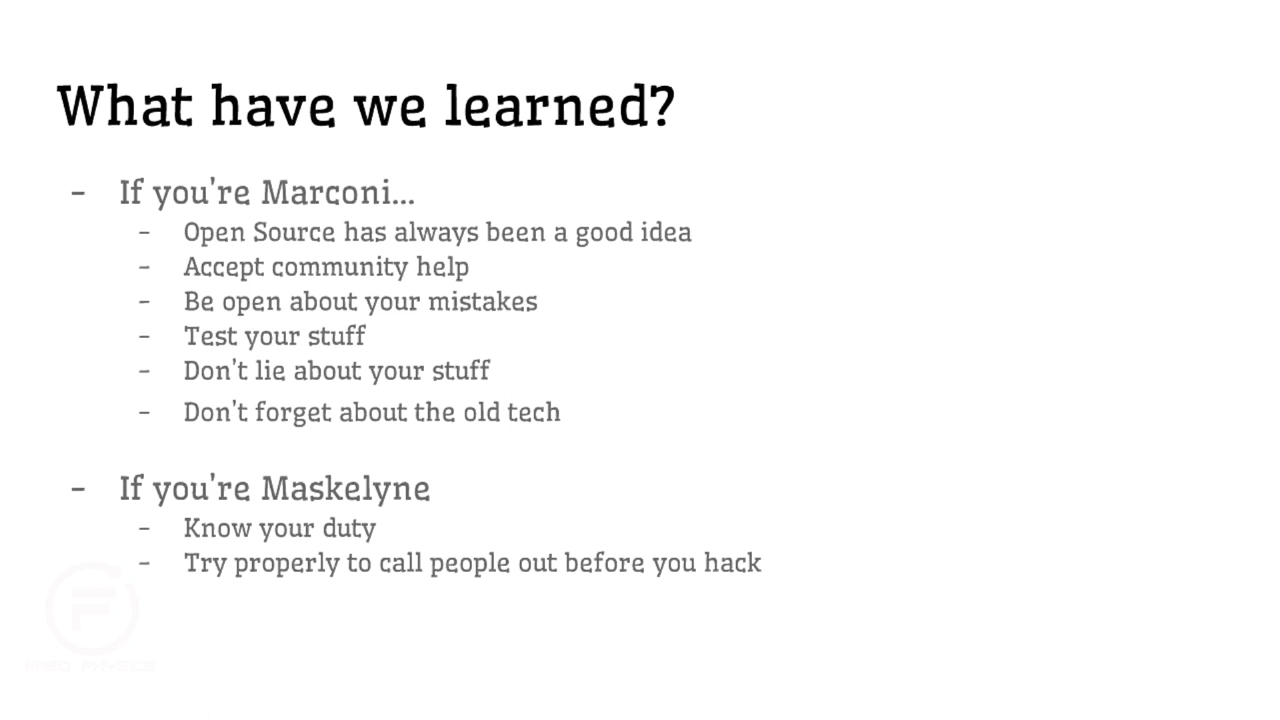 What have we learned?
- If you're Marconi...
- Open Source has always been a good idea
- Accept community help
- Be open about your mistakes
- Test your stuff
- Don't lie about your stuff
- Don't forget about the old tech
- If you're Maskelyne
- Know your duty
- Try properly to call people out before you hack